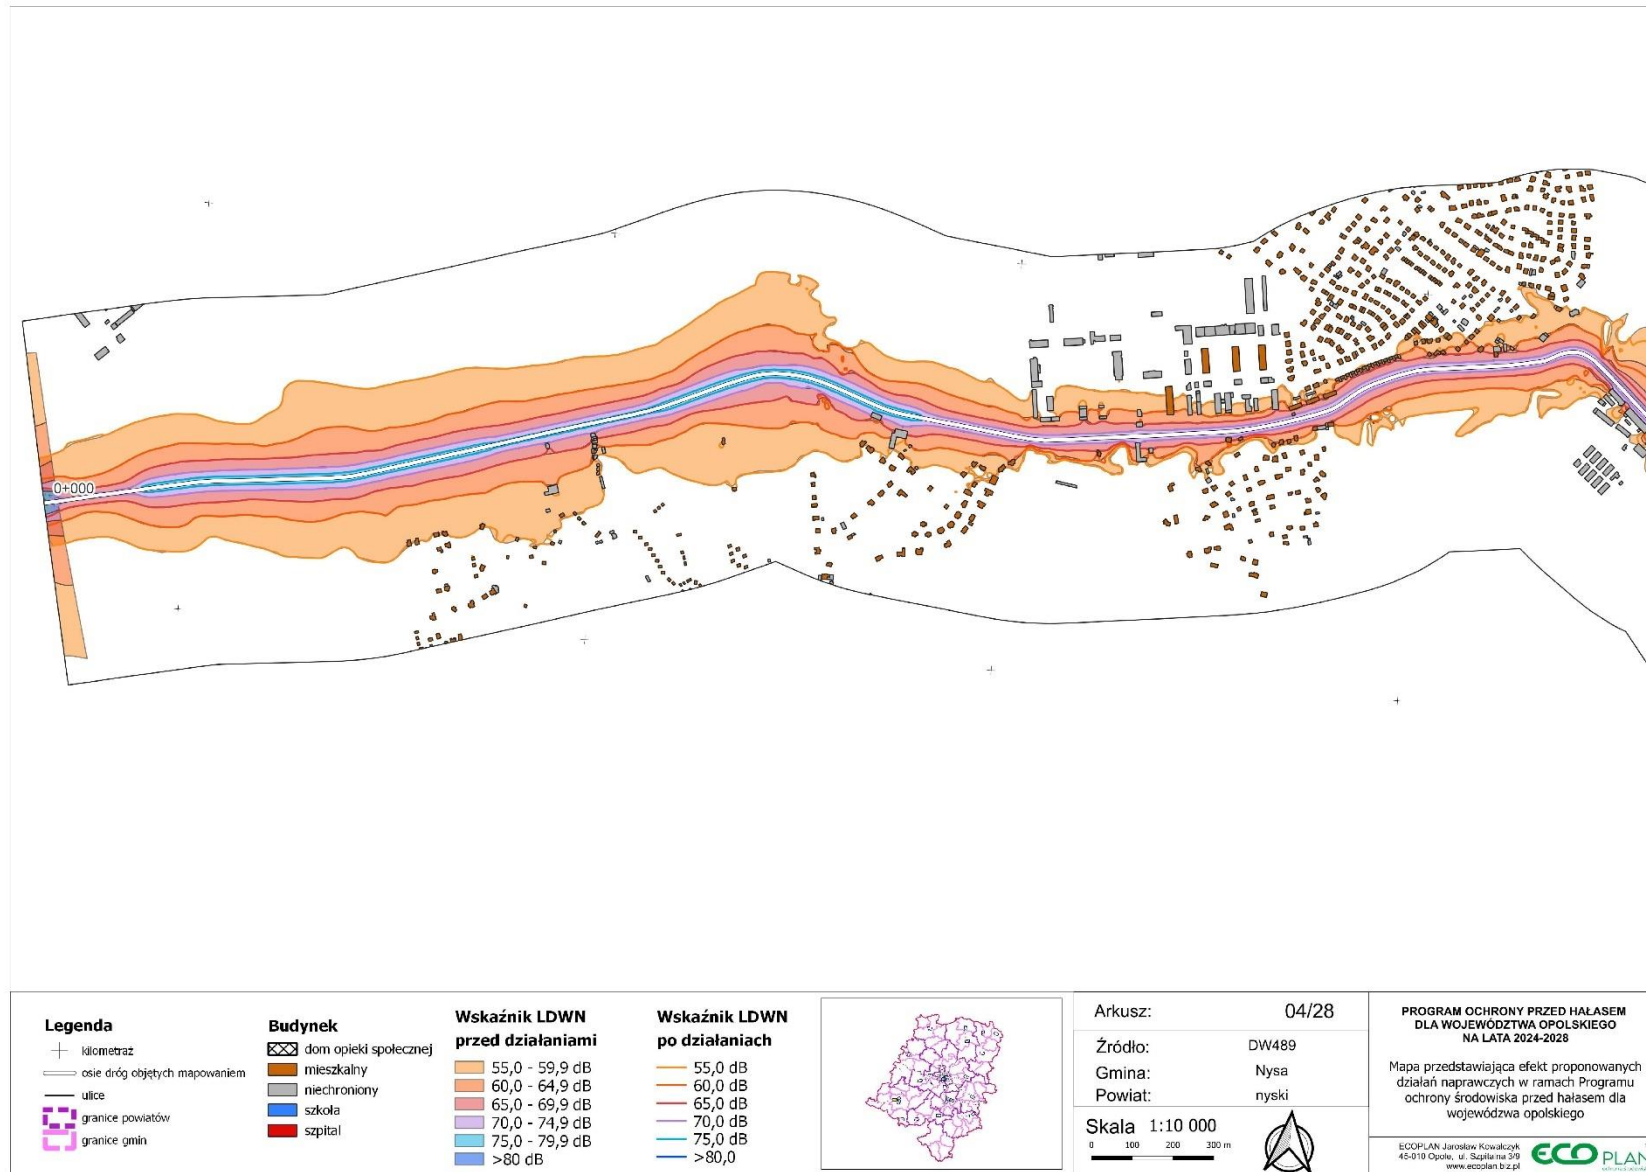 0+000
Legenda
kilometraż
osie dróg objętych mapowaniem
ulice
granice powiatów
granice gmin
Budynek
dom opieki społecznej
mieszkalny
niechroniony
szkoła
szpital
Wskaźnik LDWN
przed działaniami
55,0 - 59,9 dB
60,0 - 64,9 dB
65,0 - 69,9 dB
70,0 - 74,9 dB
75,0 - 79,9 dB
>80 dB
Wskaźnik LDWN
po działaniach
55,0 dB
60,0 dB
65,0 dB
70,0 dB
75,0 dB
>80,0
Arkusz: 04/28
Źródło: DW489
Gmina: Nysa
Powiat: nyski
Skala 1:10 000
0 100 200 300 m
PROGRAM OCHRONY PRZED HAŁASEM
DLA WOJEWÓDZTWA OPOLSKIEGO
NA LATA 2024-2028
Mapa przedstawiająca efekt proponowanych
działań naprawczych w ramach Programu
ochrony środowiska przed hałasem dla
wojewódzwa opolskiego
ECOPLAN Jarosław Kowalczyk
45-010 Opole, ul. Szpitalna 3/9
www.ecoplan.biz.pl
ECO PLAN